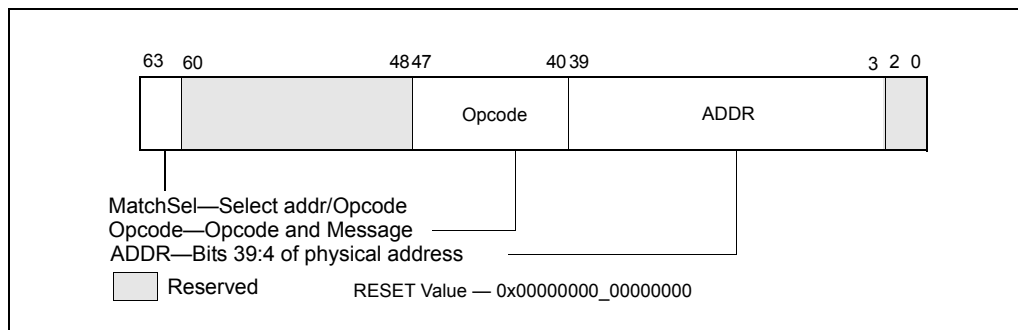 63 60 48 47 40 39 3 2 0
Opcode ADDR
MatchSel—Select addr/Opcode
Opcode—Opcode and Message
ADDR—Bits 39:4 of physical address
Reserved RESET Value — 0x00000000_00000000